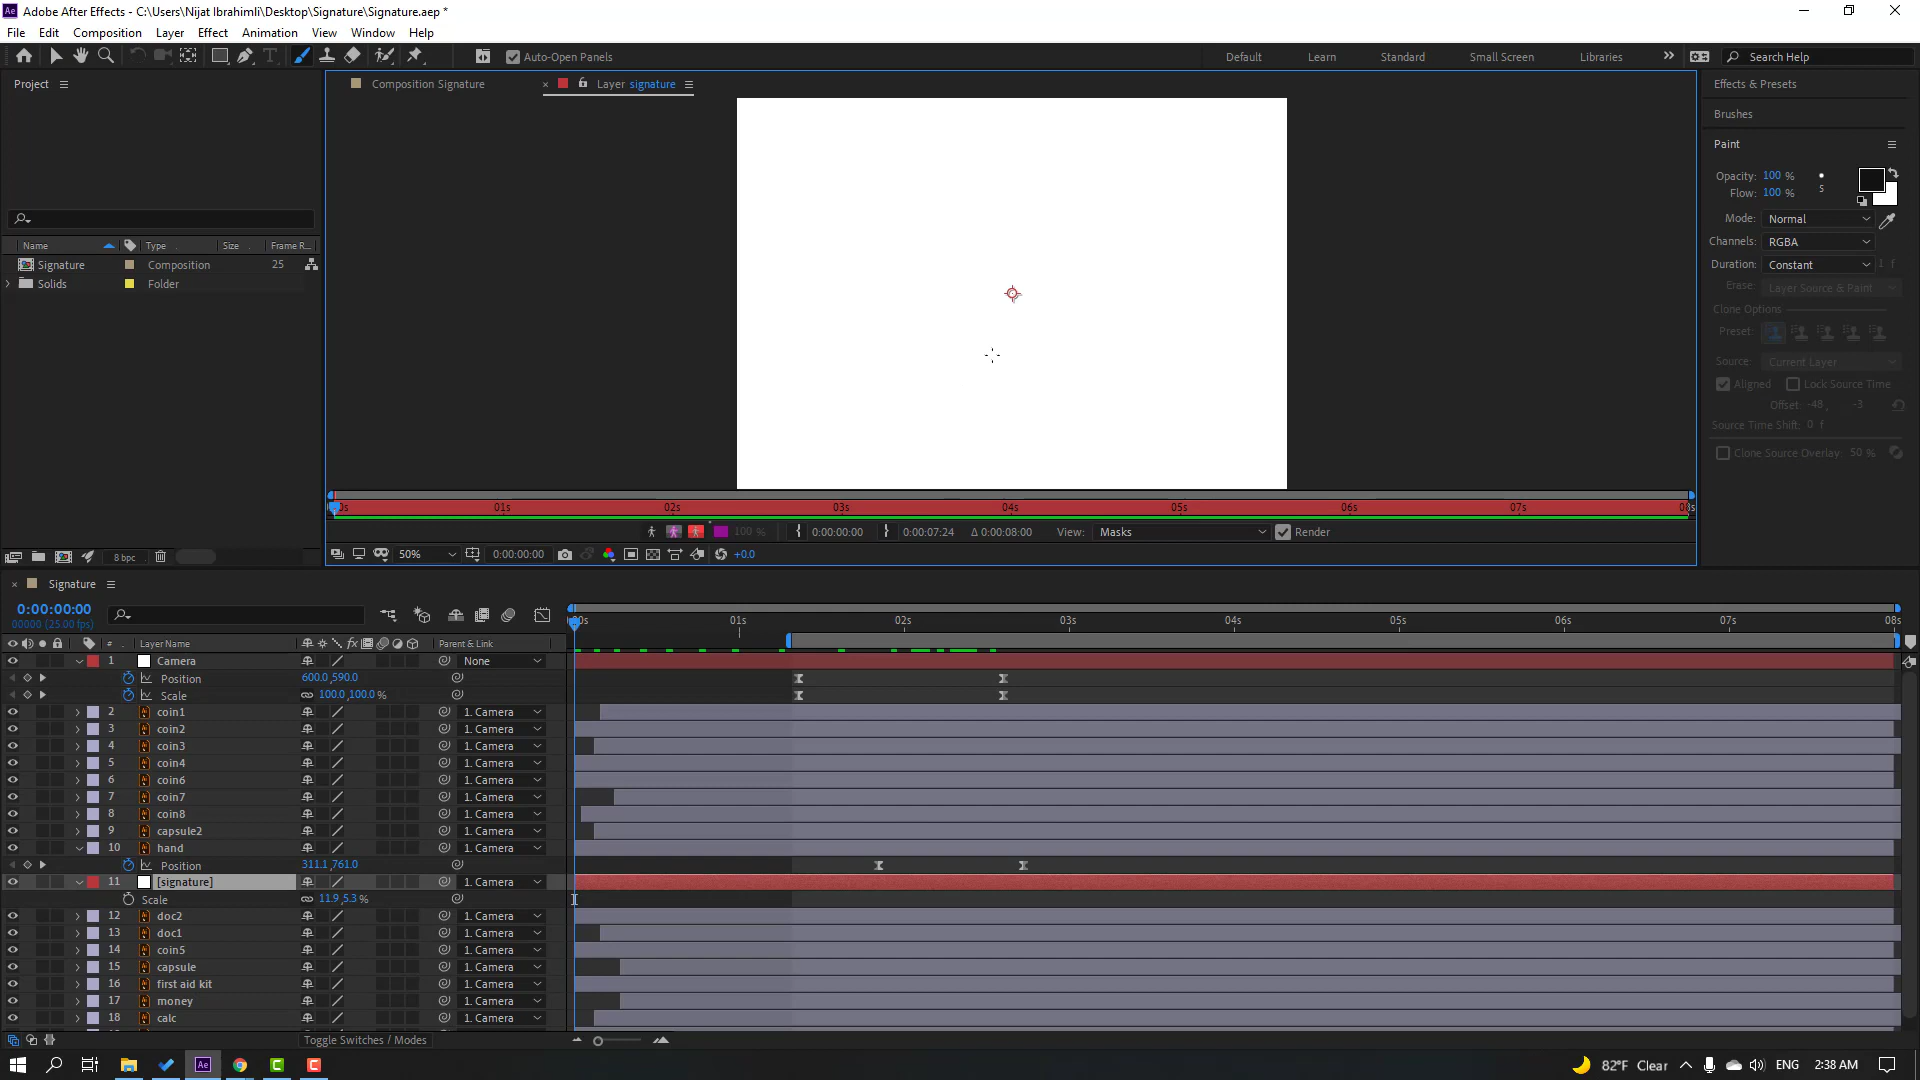 Adobe After Effects - C:\Users\Nijat Ibrahimli\Desktop\Signature\Signature.aep *
File Edit Composition Layer Effect Animation View Window Help
Auto-Open Panels Default Learn Standard Small Screen Libraries Search Help
Project Composition Signature Layer signature Effects & Presets
Brushes
Paint
Opacity: 100 %
Flow: 100 %
Mode: Normal
Channels: RGBA
Duration: Constant 1 f
Erase: Layer Source & Paint
Clone Options
Preset:
Source: Current Layer
Aligned Lock Source Time
Offset: -48, -3
Source Time Shift: 0 f
Clone Source Overlay: 50 %
Name Type Size Frame R...
Signature Composition 25
Solids Folder
01s 02s 03s 04s 05s 06s 07s
100 % 0:00:00:00 0:00:07:24 Δ 0:00:08:00 View: Masks Render
8 bpc 50% 0:00:00:00 +0.0
Signature
0:00:00:00
00000 (25.00 fps)
01s 02s 03s 04s 05s 06s 07s 08s
# Layer Name Parent & Link
1 Camera None
Position 600.0,590.0
Scale 100.0,100.0 %
2 coin1 1. Camera
3 coin2 1. Camera
4 coin3 1. Camera
5 coin4 1. Camera
6 coin6 1. Camera
7 coin7 1. Camera
8 coin8 1. Camera
9 capsule2 1. Camera
10 hand 1. Camera
Position 311.1,761.0
11 [signature] 1. Camera
Scale 11.9,5.3 %
12 doc2 1. Camera
13 doc1 1. Camera
14 coin5 1. Camera
15 capsule 1. Camera
16 first aid kit 1. Camera
17 money 1. Camera
18 calc 1. Camera
Toggle Switches / Modes
82°F Clear ENG 2:38 AM